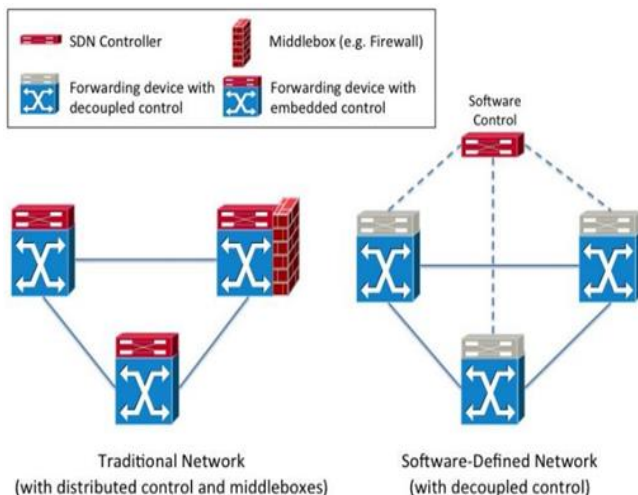 SDN Controller
Middlebox (e.g. Firewall)
Forwarding device with
decoupled control
Forwarding device with
embedded control
Software
Control
Traditional Network
(with distributed control and middleboxes)
Software-Defined Network
(with decoupled control)